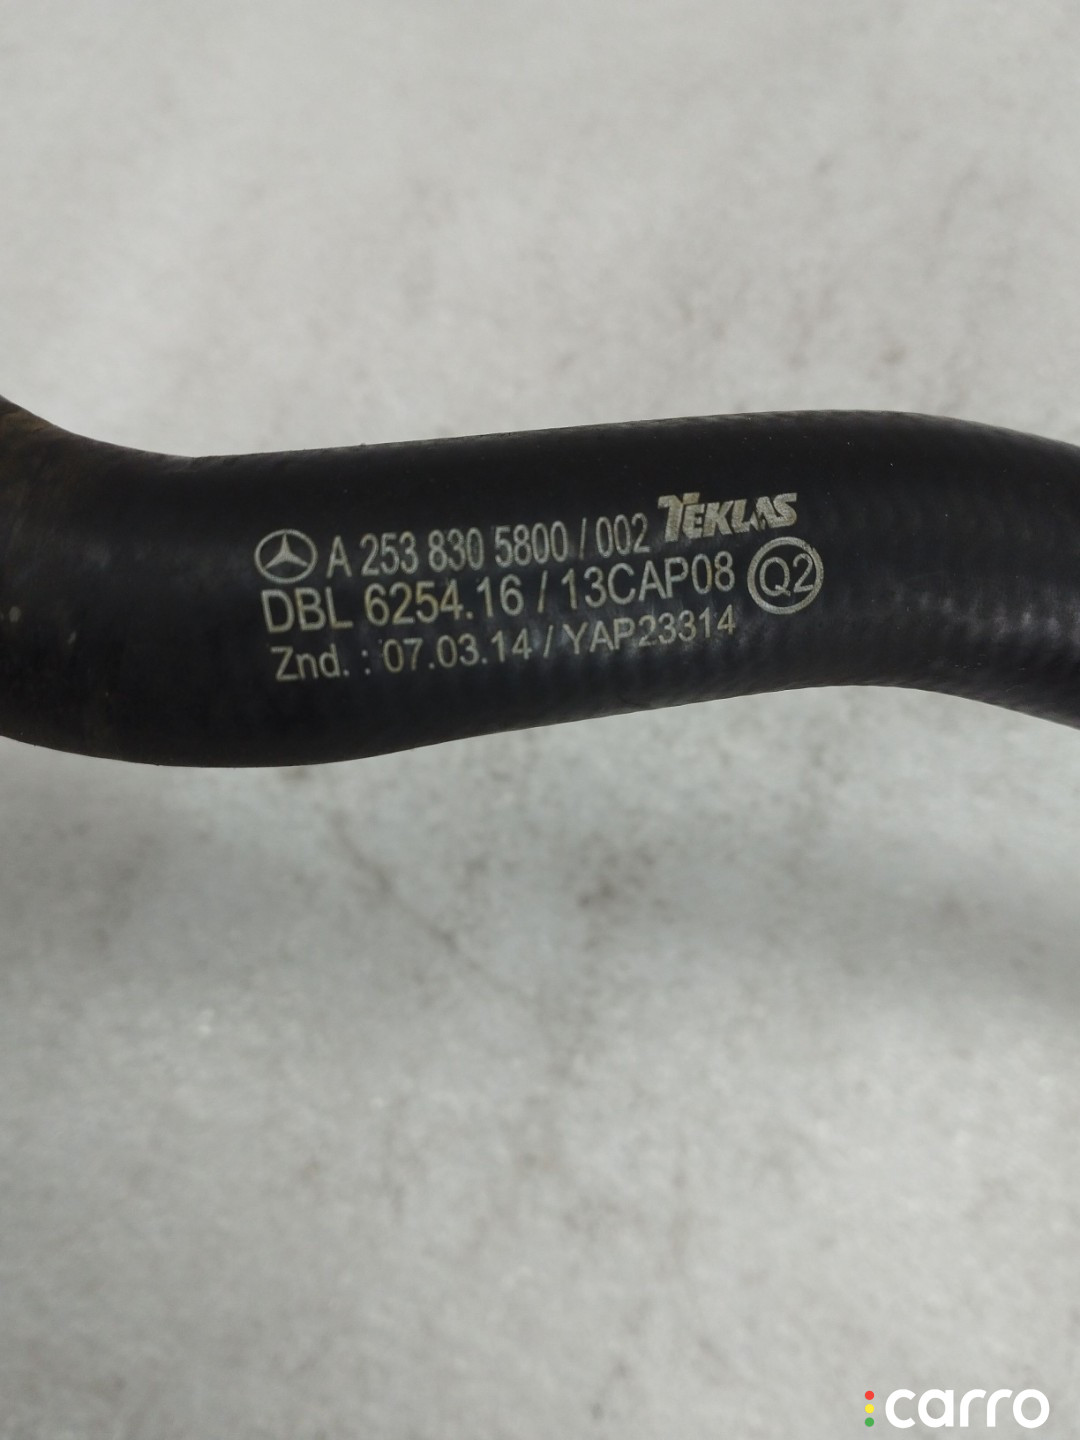 A 253 830 5800 / 002 TEKLAS
DBL 6254.16 / 13CAP08 Q2
Znd. : 07.03.14 / YAP23314
carro